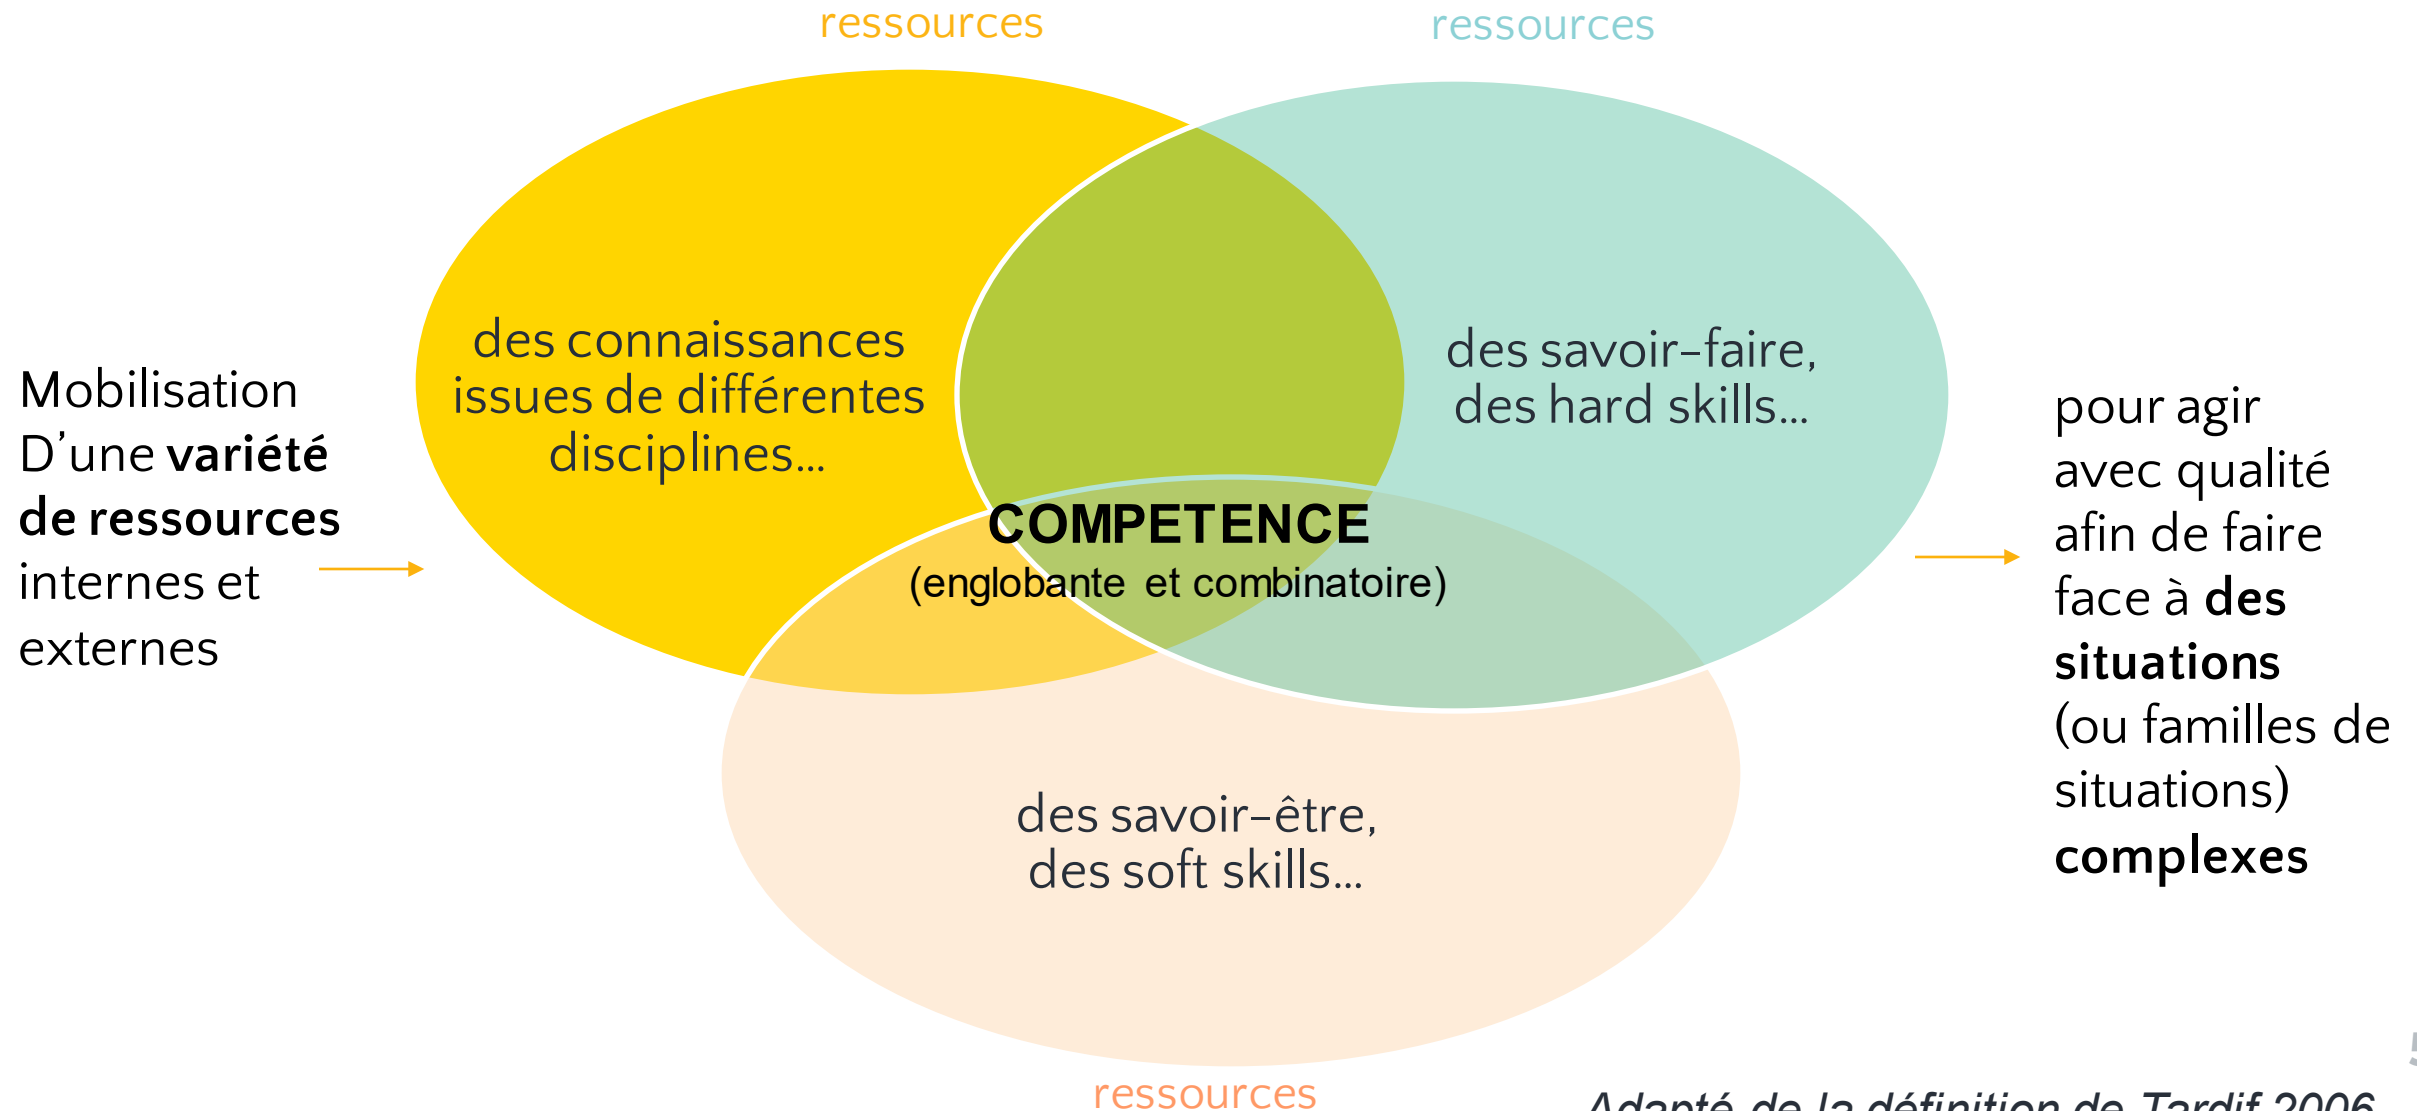 ressources
ressources
des connaissances
issues de différentes
disciplines...
des savoir-faire,
des hard skills...
Mobilisation
D'une variété
de ressources
internes et
externes
COMPETENCE
(englobante et combinatoire)
pour agir
avec qualité
afin de faire
face à des
situations
(ou familles de
situations)
complexes
des savoir-être,
des soft skills...
ressources
Adapté de la définition de Tardif 2006